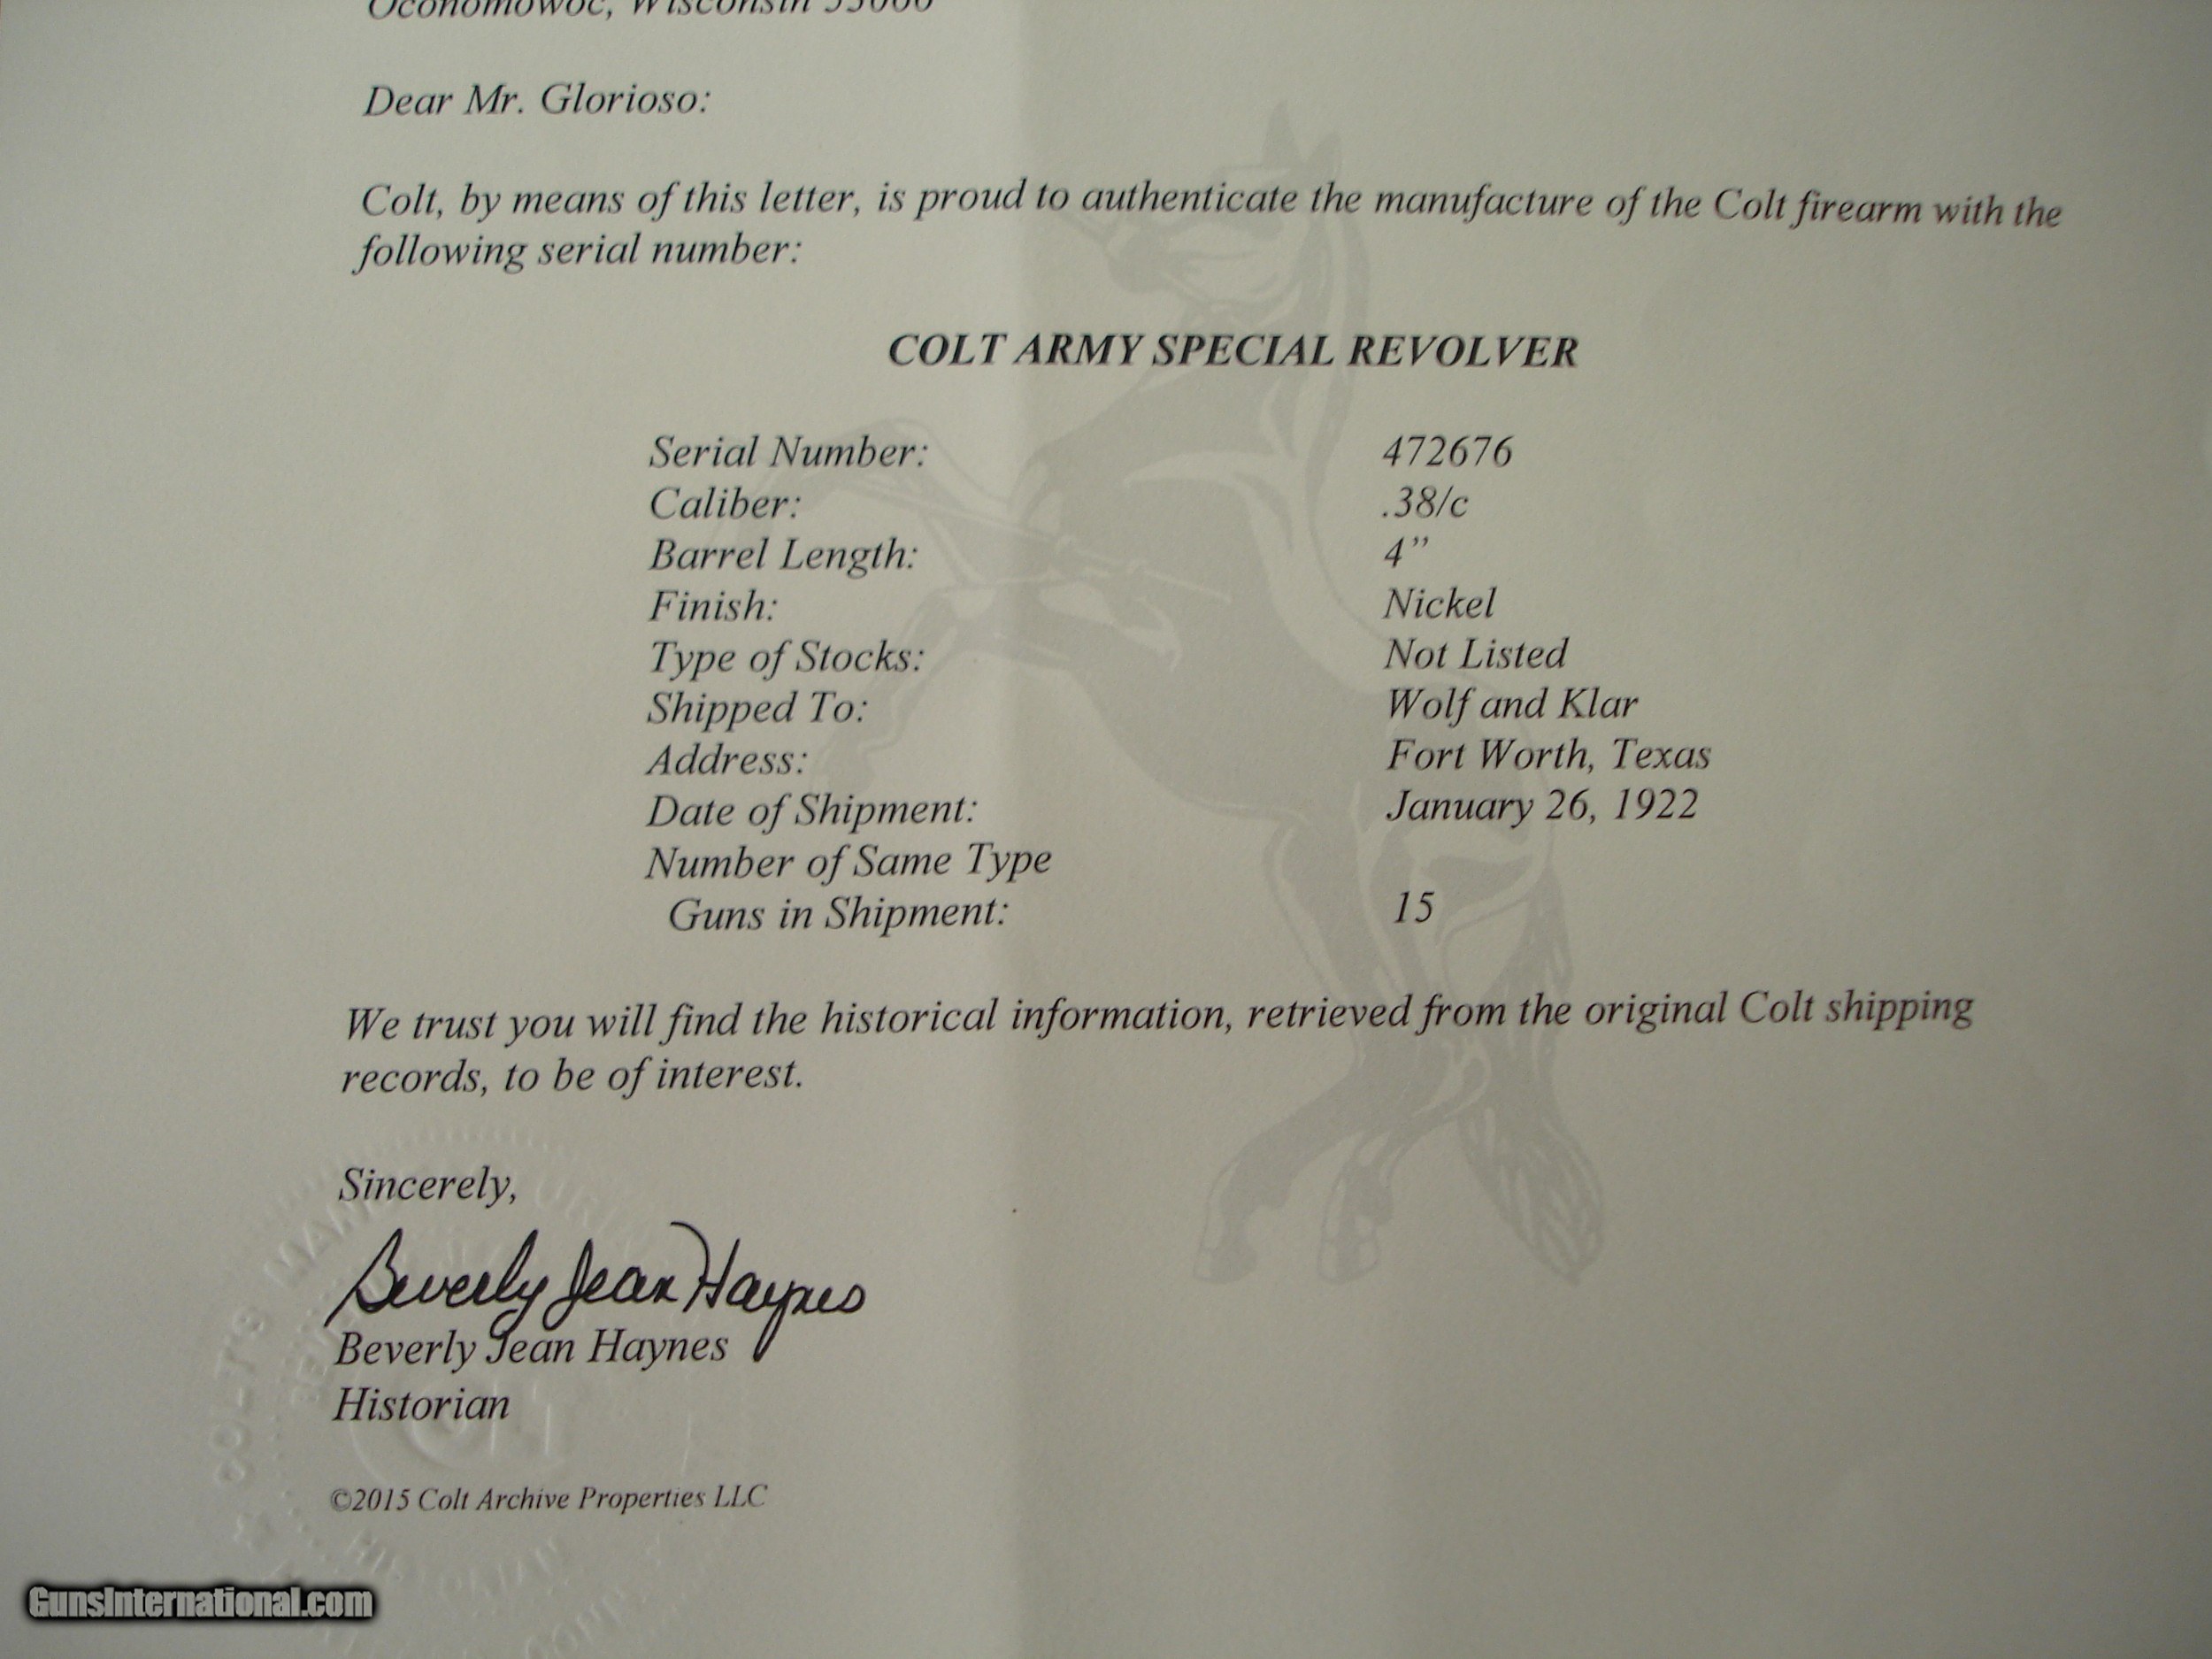 Oconomowoc, Wisconsin 53066
Dear Mr. Glorioso:
Colt, by means of this letter, is proud to authenticate the manufacture of the Colt firearm with the
following serial number:
COLT ARMY SPECIAL REVOLVER
Serial Number: 472676
Caliber: .38/c
Barrel Length: 4”
Finish: Nickel
Type of Stocks: Not Listed
Shipped To: Wolf and Klar
Address: Fort Worth, Texas
Date of Shipment: January 26, 1922
Number of Same Type
Guns in Shipment: 15
We trust you will find the historical information, retrieved from the original Colt shipping
records, to be of interest.
Sincerely,
Beverly Jean Haynes
Beverly Jean Haynes
Historian
©2015 Colt Archive Properties LLC
COLT'S
HISTORIAN
GunsInternational.com